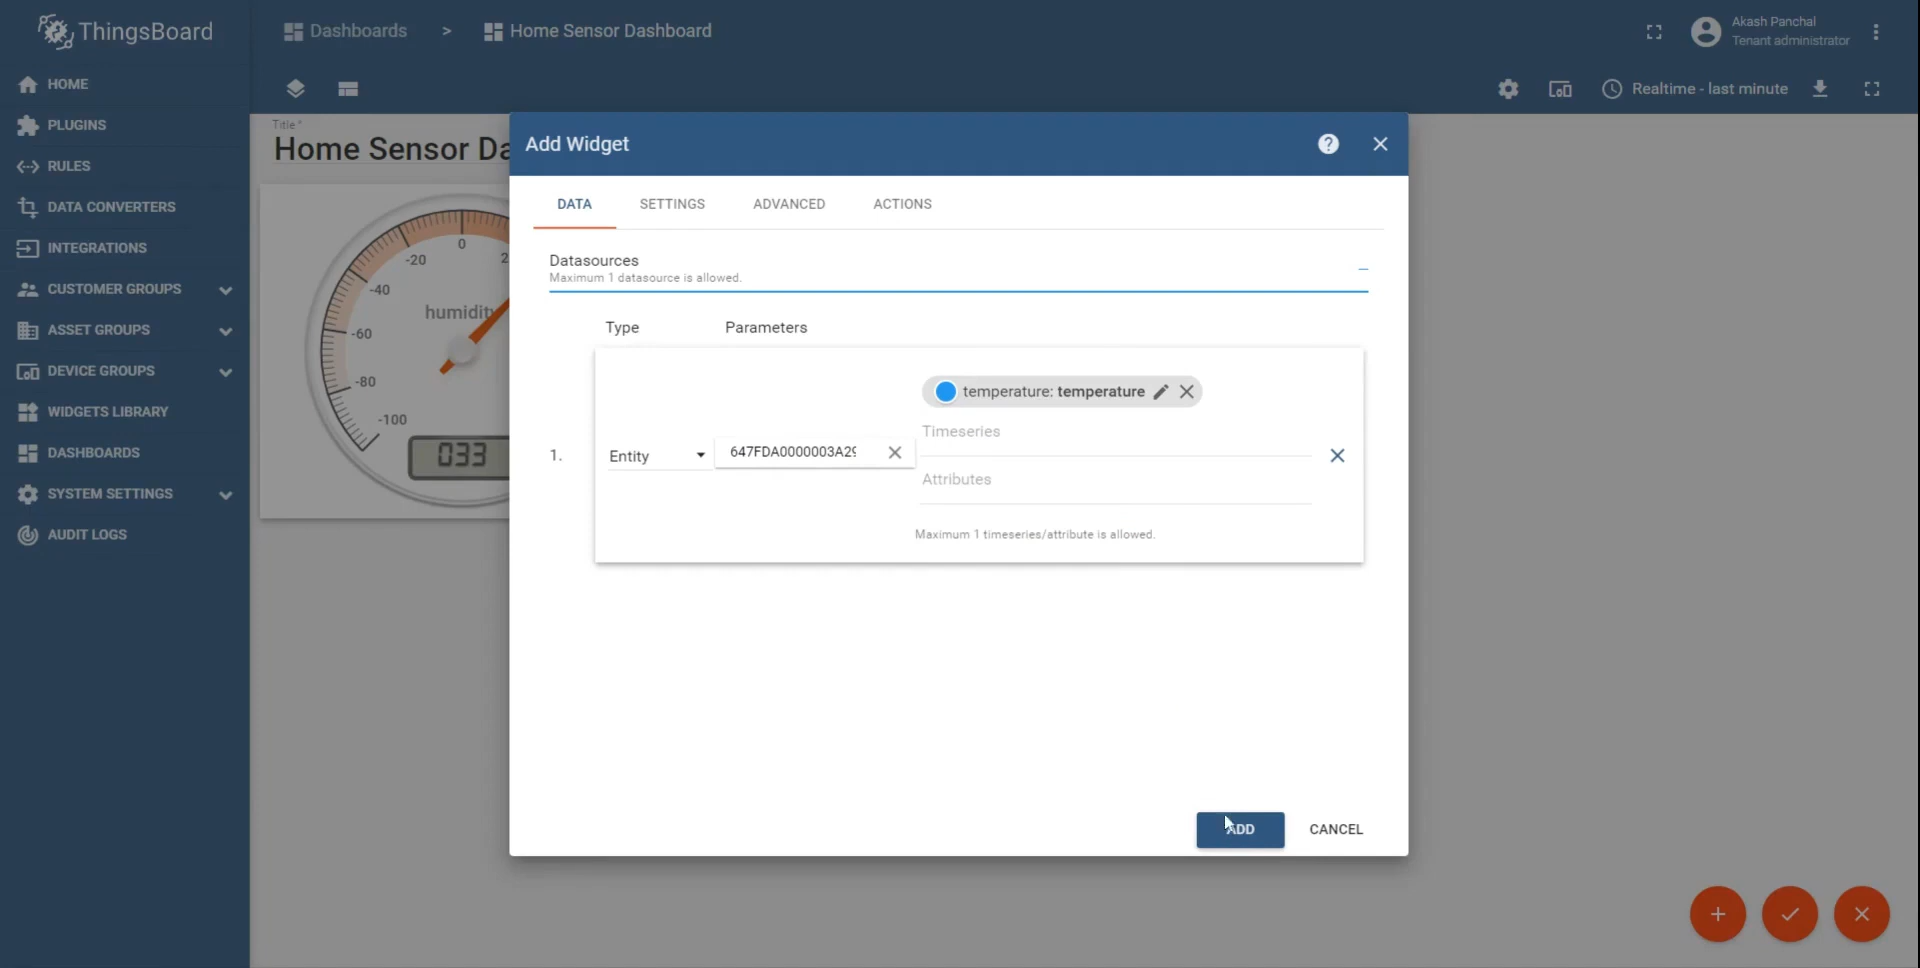 ThingsBoard
Dashboards > Home Sensor Dashboard
Akash Panchal
Tenant administrator
HOME
PLUGINS
RULES
DATA CONVERTERS
INTEGRATIONS
CUSTOMER GROUPS
ASSET GROUPS
DEVICE GROUPS
WIDGETS LIBRARY
DASHBOARDS
SYSTEM SETTINGS
AUDIT LOGS
Realtime - last minute
Title *
Home Sensor Da
0
-20
2
-40
humidity
-60
-80
-100
033
Add Widget
?
DATA
SETTINGS
ADVANCED
ACTIONS
Datasources
Maximum 1 datasource is allowed.
Type
Parameters
1.
Entity
647FDA0000003A29
temperature: temperature
Timeseries
Attributes
Maximum 1 timeseries/attribute is allowed.
ADD
CANCEL